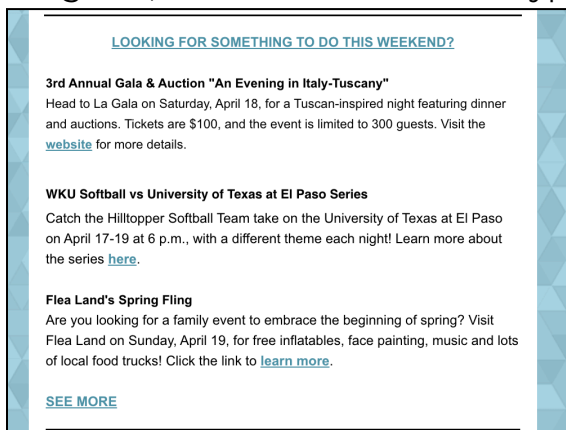 LOOKING FOR SOMETHING TO DO THIS WEEKEND?
3rd Annual Gala & Auction "An Evening in Italy-Tuscany"
Head to La Gala on Saturday, April 18, for a Tuscan-inspired night featuring dinner
and auctions. Tickets are $100, and the event is limited to 300 guests. Visit the
website for more details.
WKU Softball vs University of Texas at El Paso Series
Catch the Hilltopper Softball Team take on the University of Texas at El Paso
on April 17-19 at 6 p.m., with a different theme each night! Learn more about
the series here.
Flea Land's Spring Fling
Are you looking for a family event to embrace the beginning of spring? Visit
Flea Land on Sunday, April 19, for free inflatables, face painting, music and lots
of local food trucks! Click the link to learn more.
SEE MORE